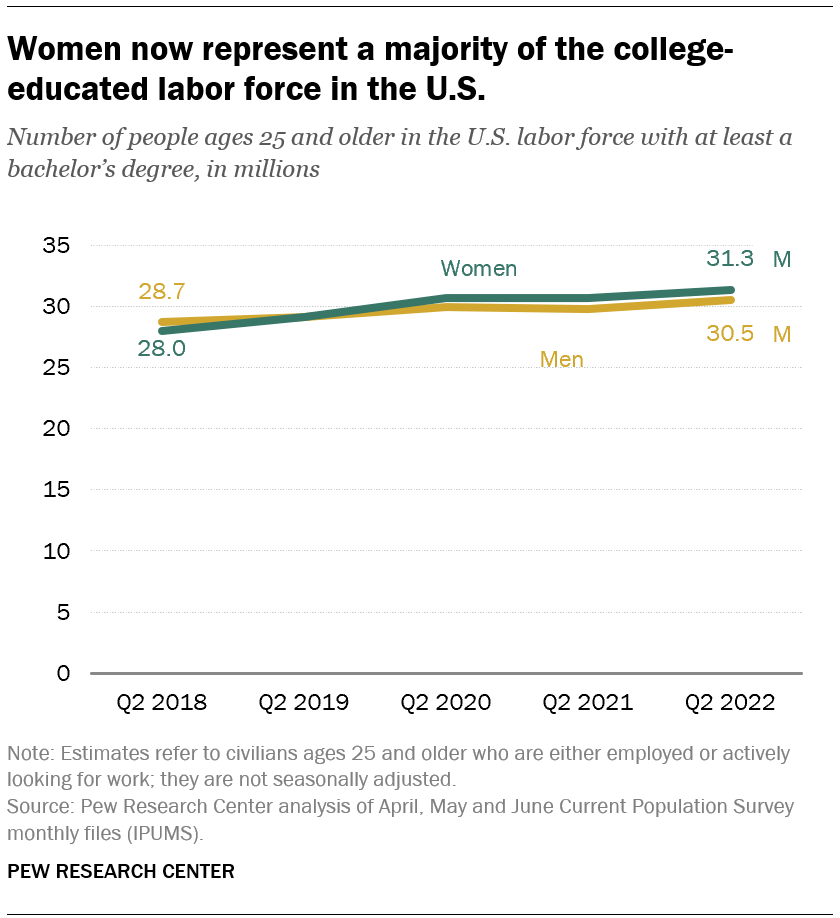 Women now represent a majority of the college-
educated labor force in the U.S.
Number of people ages 25 and older in the U.S. labor force with at least a
bachelor's degree, in millions
35
30
25
20
15
10
5
0
28.7
28.0
Women
Men
31.3 M
30.5 M
Q2 2018 Q2 2019 Q2 2020 Q2 2021 Q2 2022
Note: Estimates refer to civilians ages 25 and older who are either employed or actively
looking for work; they are not seasonally adjusted.
Source: Pew Research Center analysis of April, May and June Current Population Survey
monthly files (IPUMS).
PEW RESEARCH CENTER